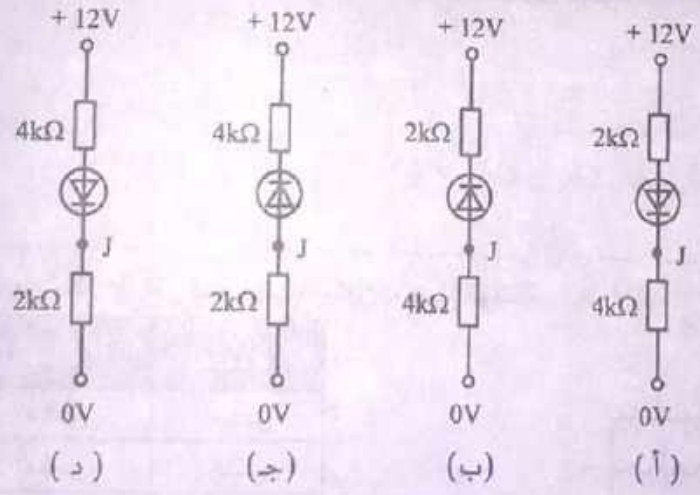 + 12V + 12V + 12V + 12V
4kΩ 4kΩ 2kΩ 2kΩ
J J J J
2kΩ 2kΩ 4kΩ 4kΩ
0V 0V 0V 0V
(أ) (ب) (جـ) (د)